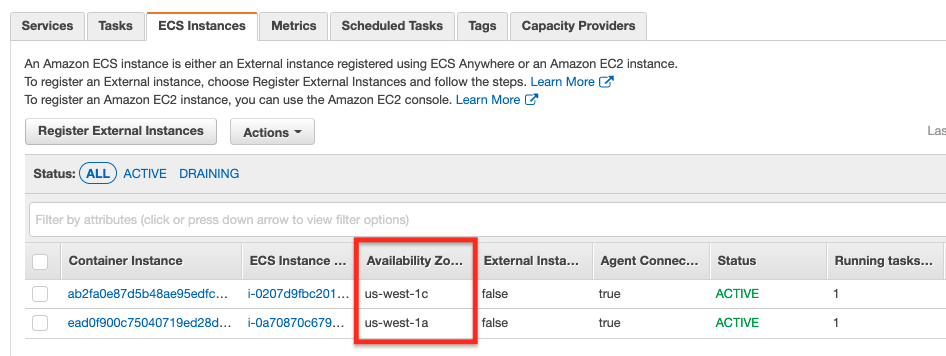 Services Tasks ECS Instances Metrics Scheduled Tasks Tags Capacity Providers
An Amazon ECS instance is either an External instance registered using ECS Anywhere or an Amazon EC2 instance.
To register an External instance, choose Register External Instances and follow the steps. Learn More
To register an Amazon EC2 instance, you can use the Amazon EC2 console. Learn More
Register External Instances Actions Las
Status: ALL ACTIVE DRAINING
Filter by attributes (click or press down arrow to view filter options)
Container Instance ECS Instance ... Availability Zo... External Insta... Agent Connec... Status Running tasks...
ab2fa0e87d5b48ae95edfc... i-0207d9fbc201... us-west-1c false true ACTIVE 1
ead0f900c75040719ed28d... i-0a70870c679... us-west-1a false true ACTIVE 1